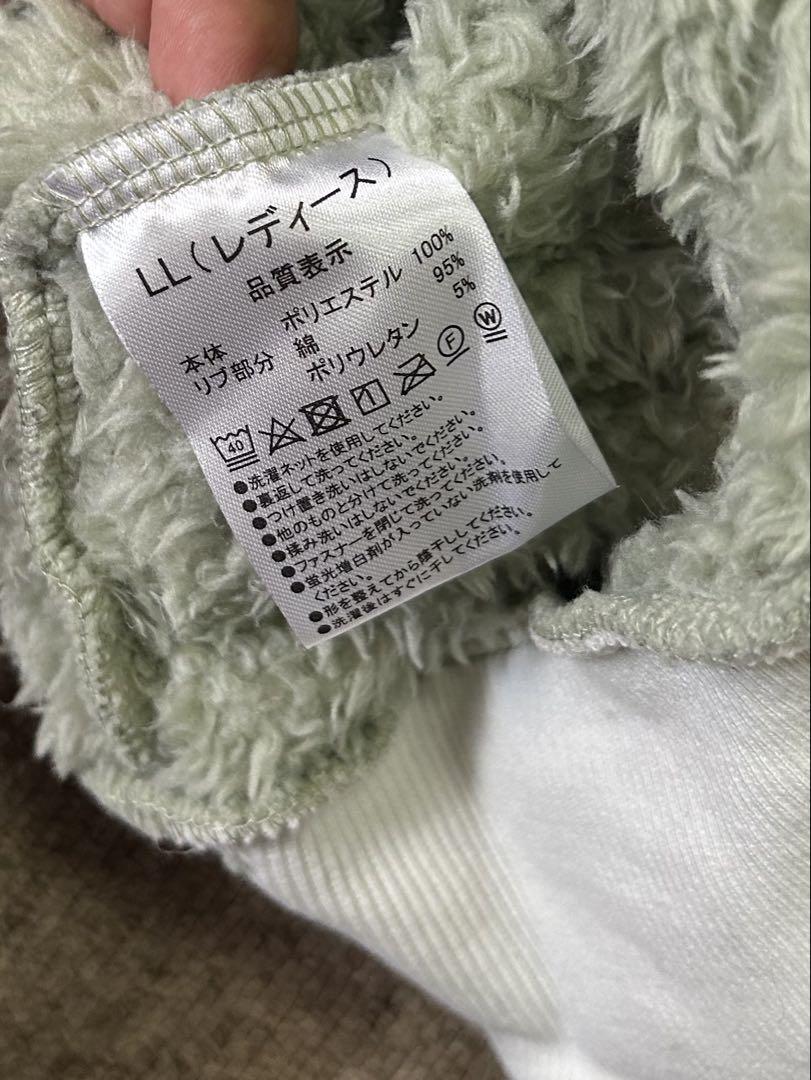 LL(レディース)
品質表示
本体 ポリエステル 100%
リブ部分 綿 95%
ポリウレタン 5%
40 F W
●洗濯ネットを使用してください。
●裏返して洗ってください。
●つけ置き洗いはしないでください。
●他のものと分けて洗ってください。
●揉み洗いはしないでください。
●ファスナーを閉じて洗ってください。
●蛍光増白剤が入っていない洗剤を使用して
ください。
●形を整えてから陰干ししてください。
●洗濯後はすぐに干してください。